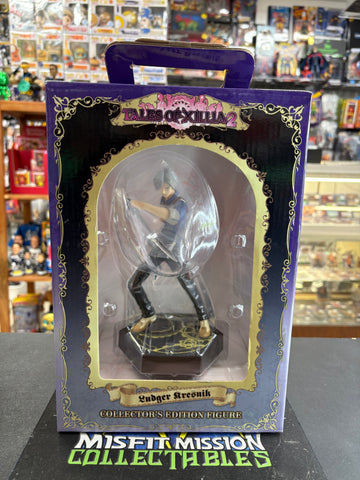 TALES OF XILLIA 2
Ludger Kresnik
COLLECTOR'S EDITION FIGURE
MISFIT MISSION
COLLECTABLES